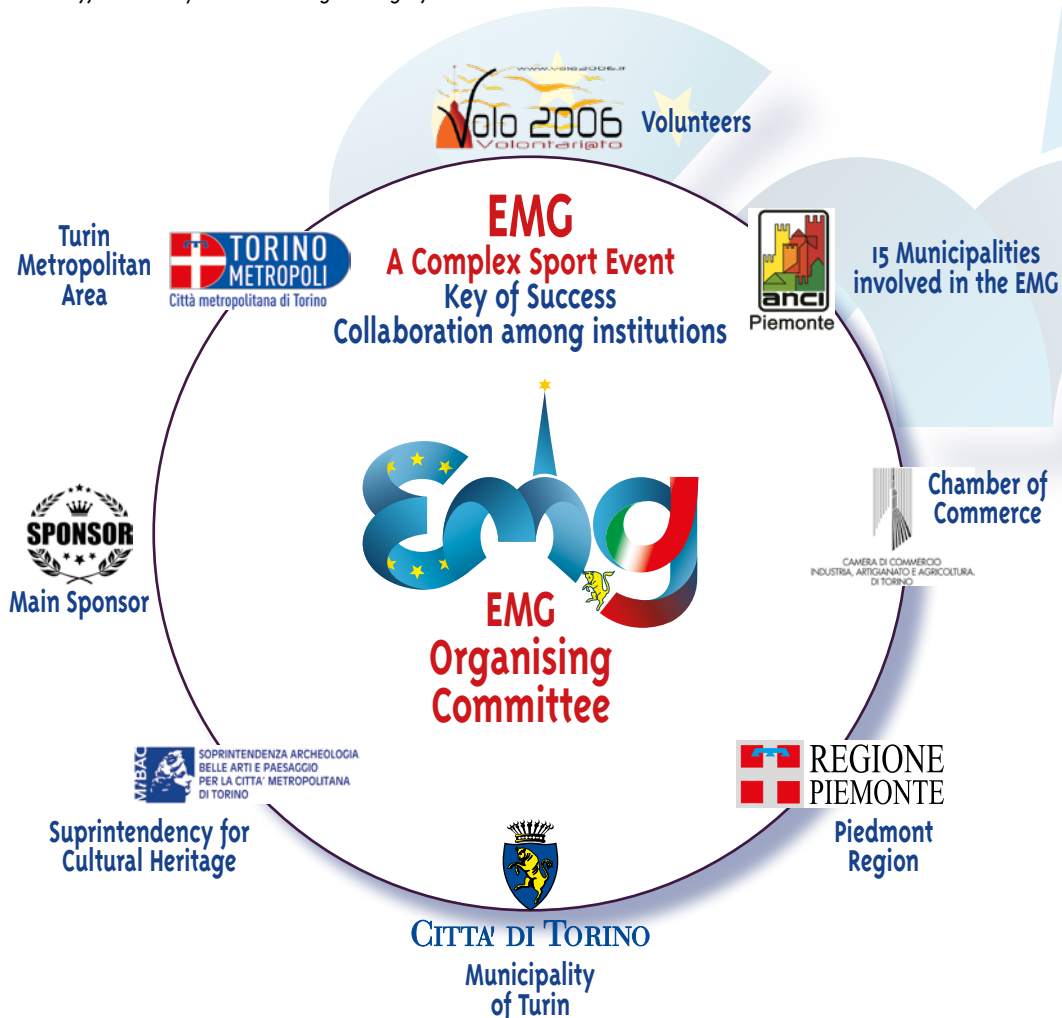 www.volo2006.it
Volo 2006
Volontari@to
Volunteers
EMG
A Complex Sport Event
Key of Success
Collaboration among institutions
Turin
Metropolitan
Area
TORINO
METROPOLI
Città metropolitana di Torino
anci
Piemonte
15 Municipalities
involved in the EMG
emg
EMG
Organising
Committee
SPONSOR
Main Sponsor
Chamber of
Commerce
CAMERA DI COMMERCIO
INDUSTRIA, ARTIGIANATO E AGRICOLTURA
DI TORINO
MiBAC
SOPRINTENDENZA ARCHEOLOGIA
BELLE ARTI E PAESAGGIO
PER LA CITTA' METROPOLITANA
DI TORINO
Suprintendency for
Cultural Heritage
REGIONE
PIEMONTE
Piedmont
Region
CITTA' DI TORINO
Municipality
of Turin